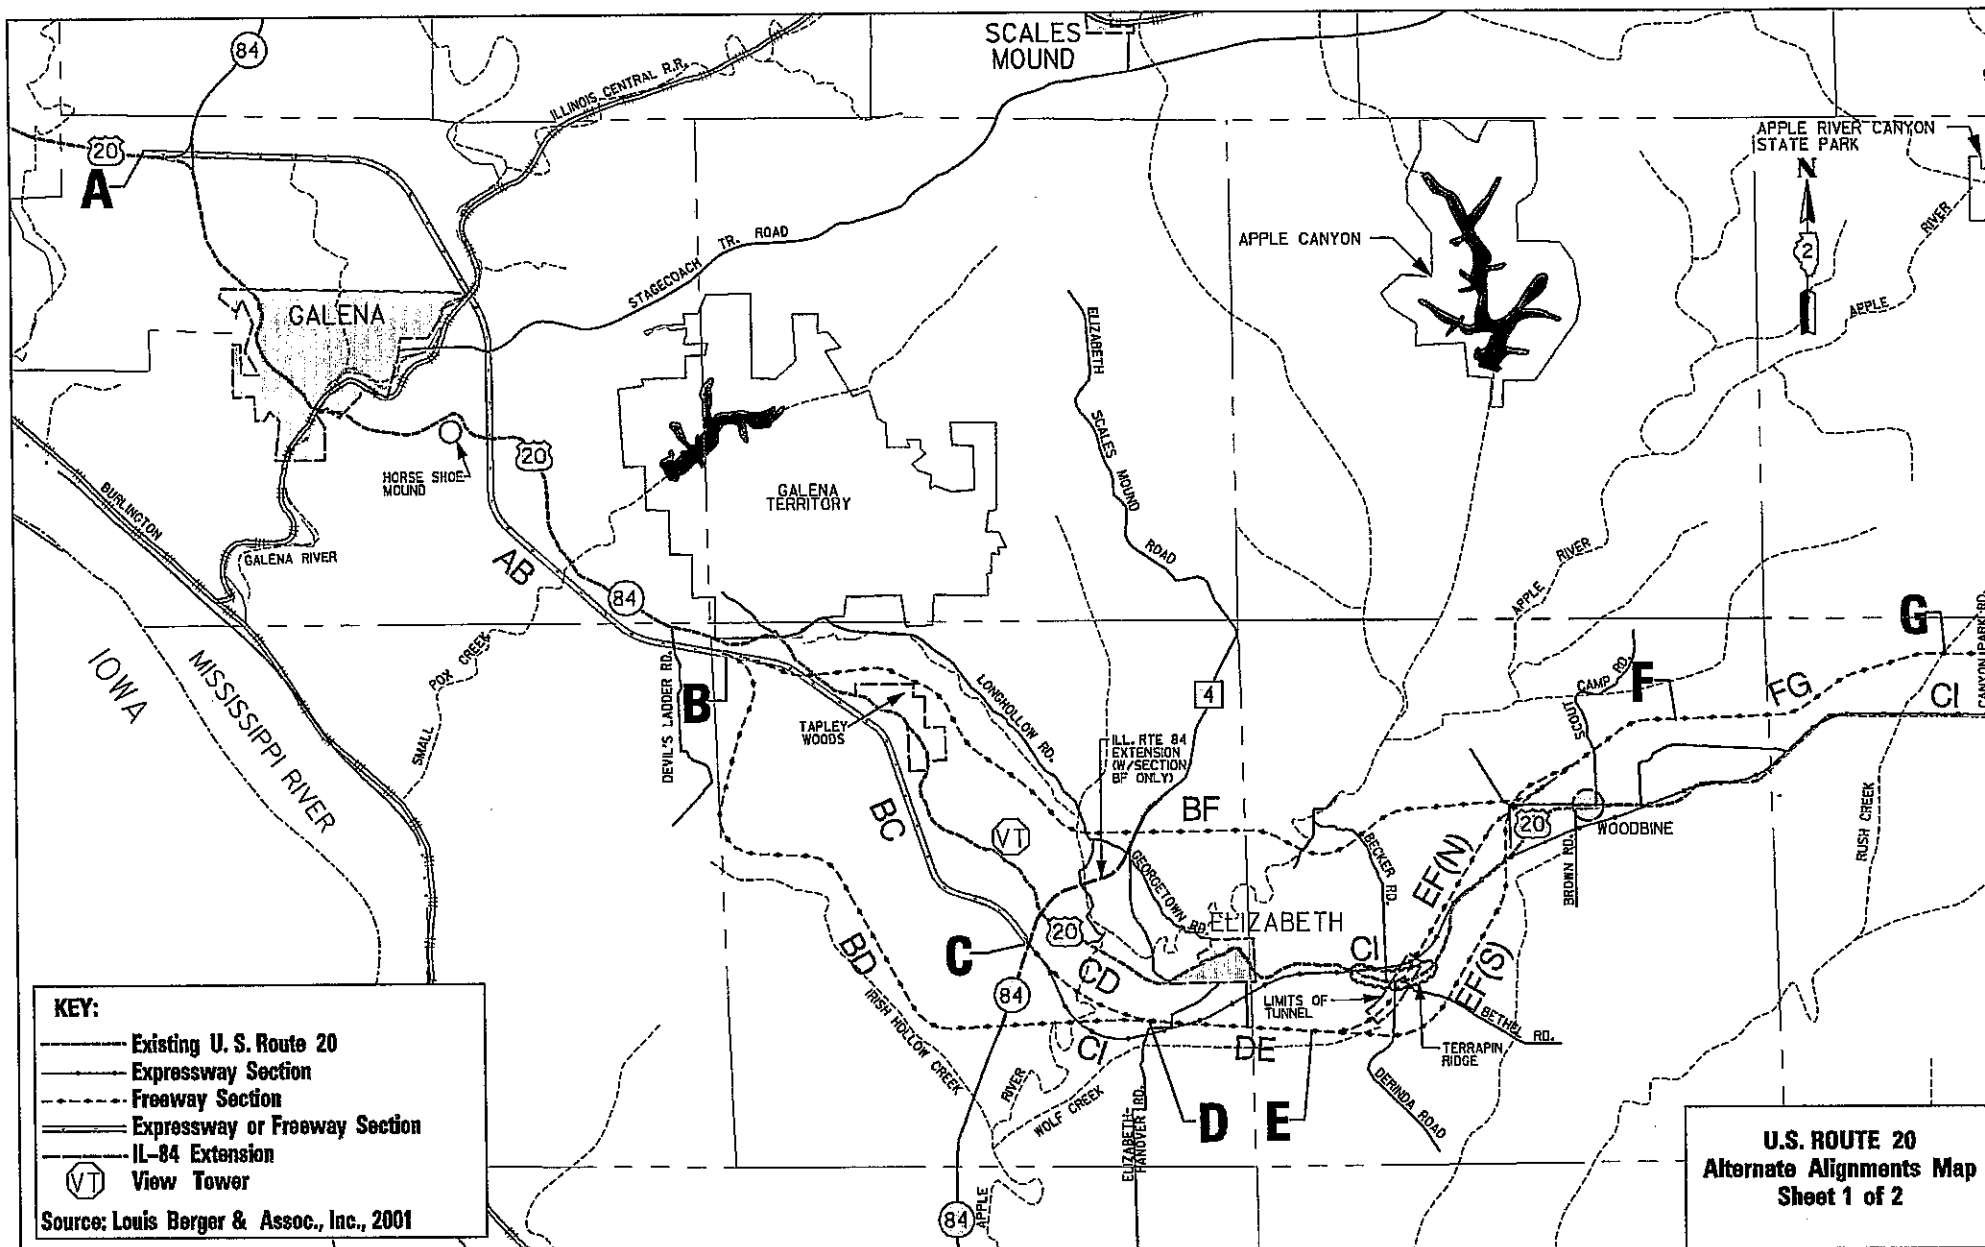 84
SCALES
MOUND
ILLINOIS CENTRAL R.R.
20
A
APPLE RIVER CANYON
STATE PARK
N
2
RIVER
APPLE
APPLE CANYON
TR. ROAD
STAGECOACH
GALENA
ELIZABETH
SCALES
MOUND
ROAD
HORSE SHOE
MOUND
20
GALENA
TERRITORY
BURLINGTON
GALENA RIVER
AB
84
RIVER
APPLE
IOWA
MISSISSIPPI RIVER
SMALL
POX
CREEK
DEVIL'S LADDER RD.
B
TAPLEY
WOODS
LONGHOLLOW RD.
4
ILL. RTE 84
EXTENSION
(W/SECTION
BF ONLY)
SCOUT
CAMP
RD.
F
FG
G
CI
CANYON PARK RD.
BC
VT
BF
GEORGETOWN
RD.
BECKER
RD.
20
WOODBINE
BROWN RD.
RUSH CREEK
EF(N)
ELIZABETH
BD
C
20
CD
CI
EF(S)
IRISH HOLLOW CREEK
84
LIMITS OF
TUNNEL
BETHEL
RD.
CI
DE
TERRAPIN
RIDGE
RIVER
WOLF CREEK
ELIZABETH-
HANOVER RD.
D
E
DERINDA ROAD
APPLE
84
KEY:
Existing U. S. Route 20
Expressway Section
Freeway Section
Expressway or Freeway Section
IL-84 Extension
VT View Tower
Source: Louis Berger & Assoc., Inc., 2001
U.S. ROUTE 20
Alternate Alignments Map
Sheet 1 of 2